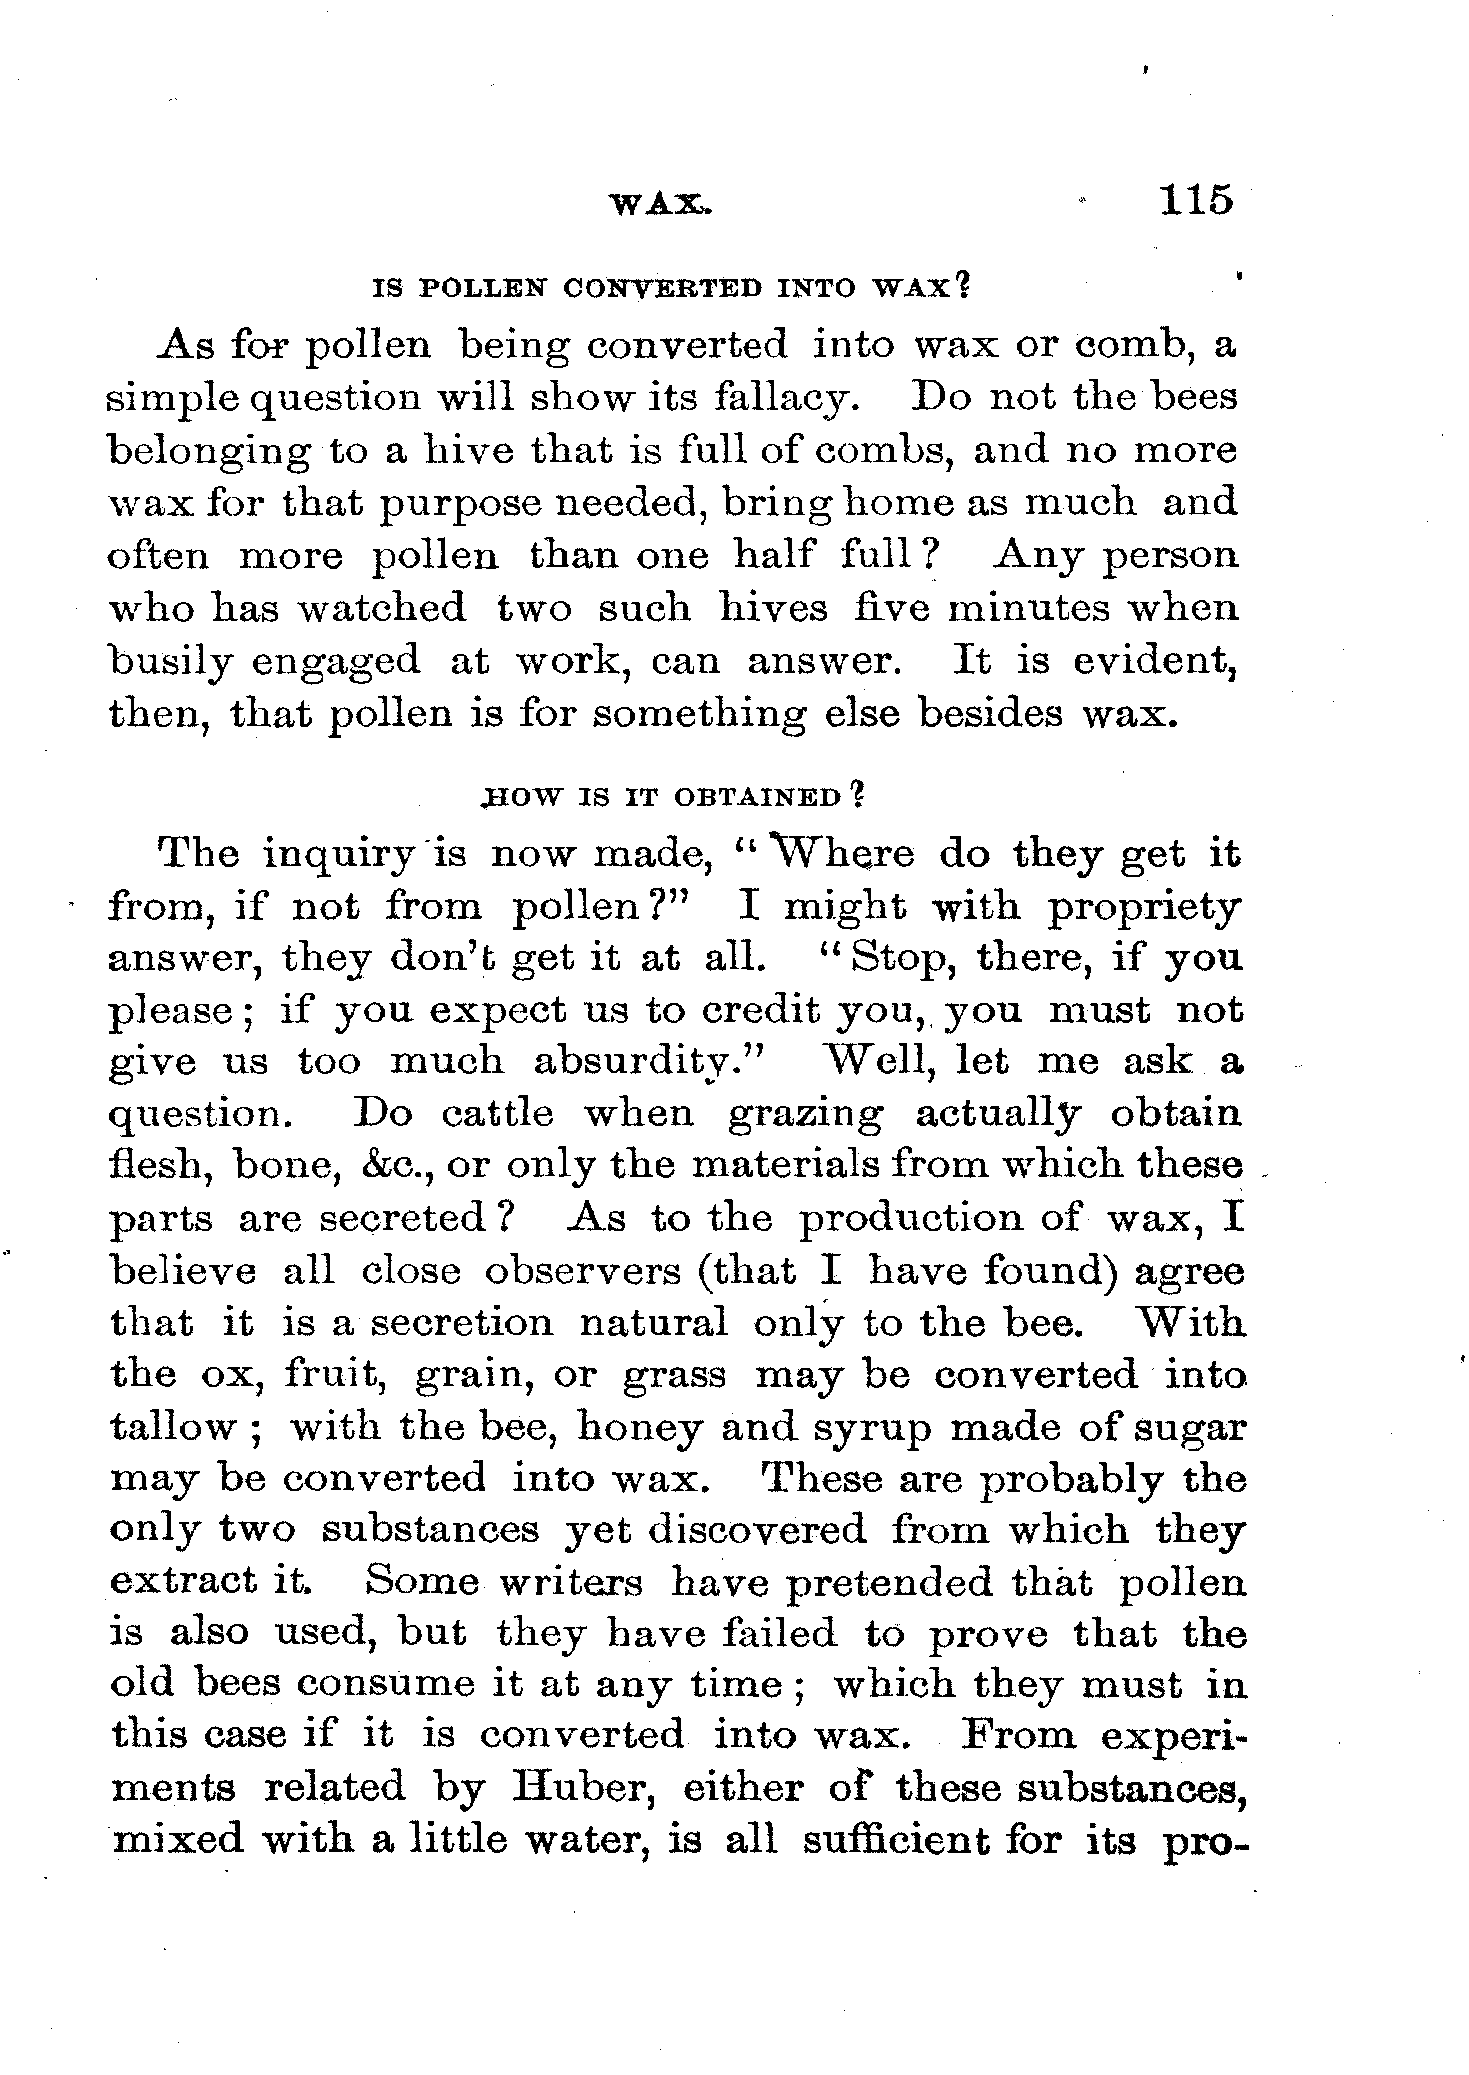 WAX. 115
IS POLLEN CONVERTED INTO WAX?
As for pollen being converted into wax or comb, a
simple question will show its fallacy. Do not the bees
belonging to a hive that is full of combs, and no more
wax for that purpose needed, bring home as much and
often more pollen than one half full? Any person
who has watched two such hives five minutes when
busily engaged at work, can answer. It is evident,
then, that pollen is for something else besides wax.
HOW IS IT OBTAINED?
The inquiry is now made, "Where do they get it
from, if not from pollen?" I might with propriety
answer, they don't get it at all. "Stop, there, if you
please; if you expect us to credit you, you must not
give us too much absurdity." Well, let me ask a
question. Do cattle when grazing actually obtain
flesh, bone, &c., or only the materials from which these
parts are secreted? As to the production of wax, I
believe all close observers (that I have found) agree
that it is a secretion natural only to the bee. With
the ox, fruit, grain, or grass may be converted into
tallow; with the bee, honey and syrup made of sugar
may be converted into wax. These are probably the
only two substances yet discovered from which they
extract it. Some writers have pretended that pollen
is also used, but they have failed to prove that the
old bees consume it at any time; which they must in
this case if it is converted into wax. From experi-
ments related by Huber, either of these substances,
mixed with a little water, is all sufficient for its pro-